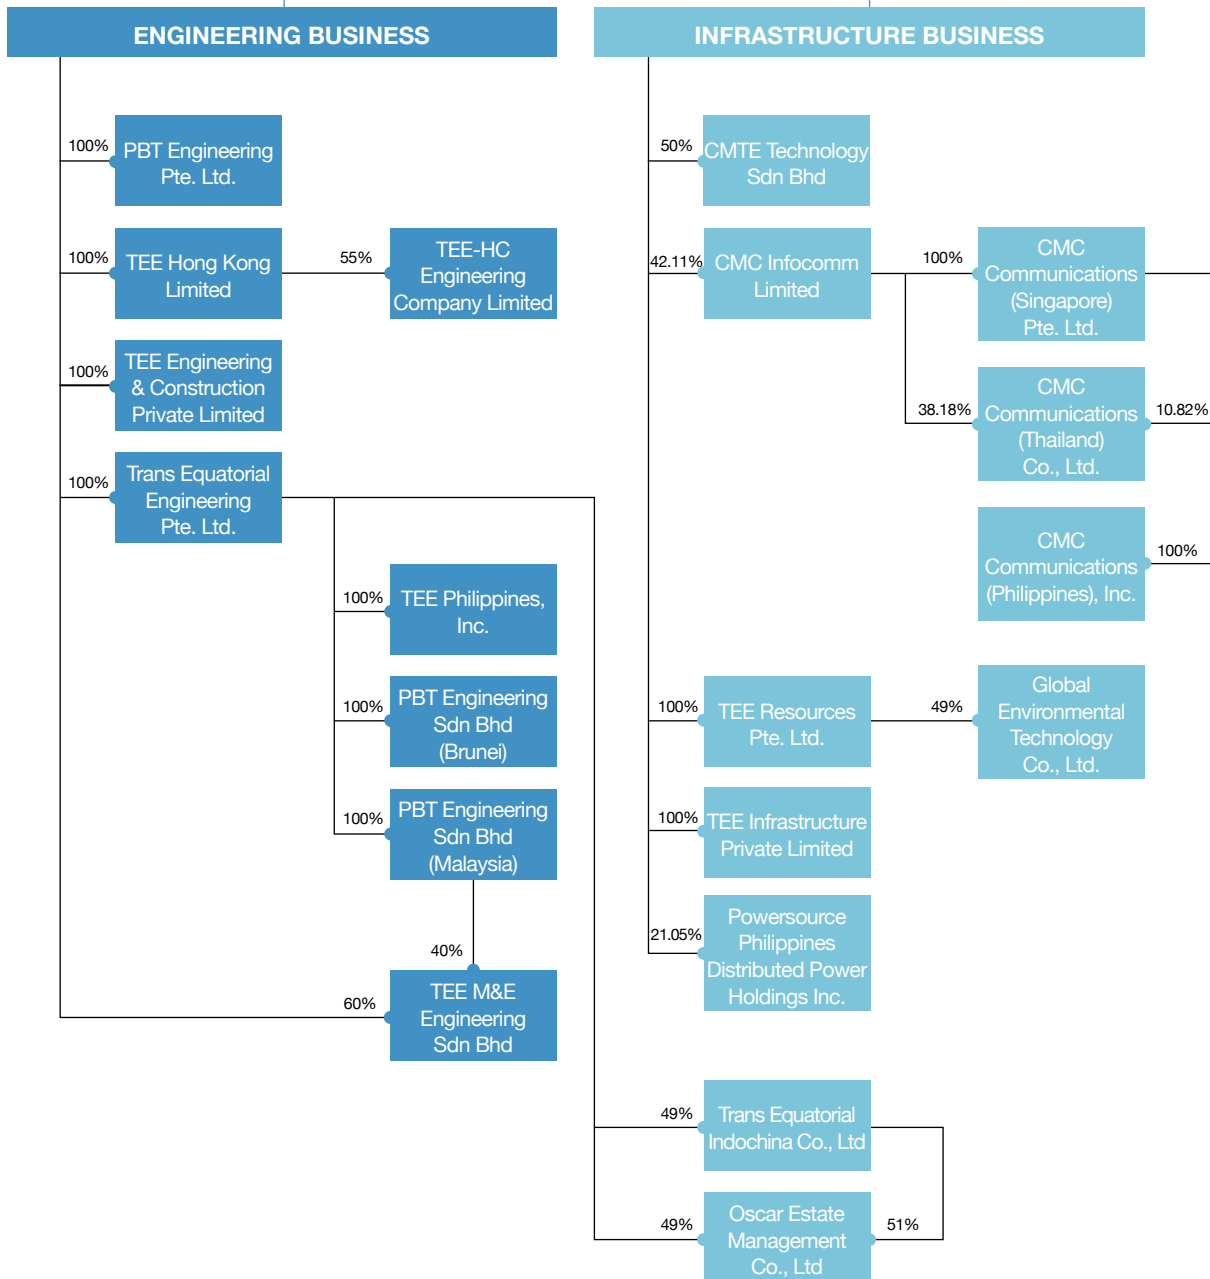 ENGINEERING BUSINESS
100%
PBT Engineering
Pte. Ltd.
100%
TEE Hong Kong
Limited
55%
TEE-HC
Engineering
Company Limited
100%
TEE Engineering
& Construction
Private Limited
100%
Trans Equatorial
Engineering
Pte. Ltd.
100%
TEE Philippines,
Inc.
100%
PBT Engineering
Sdn Bhd
(Brunei)
100%
PBT Engineering
Sdn Bhd
(Malaysia)
40%
60%
TEE M&E
Engineering
Sdn Bhd
INFRASTRUCTURE BUSINESS
50%
CMTE Technology
Sdn Bhd
42.11%
CMC Infocomm
Limited
100%
CMC
Communications
(Singapore)
Pte. Ltd.
38.18%
CMC
Communications
(Thailand)
Co., Ltd.
10.82%
CMC
Communications
(Philippines), Inc.
100%
100%
TEE Resources
Pte. Ltd.
49%
Global
Environmental
Technology
Co., Ltd.
100%
TEE Infrastructure
Private Limited
21.05%
Powersource
Philippines
Distributed Power
Holdings Inc.
49%
Trans Equatorial
Indochina Co., Ltd
49%
Oscar Estate
Management
Co., Ltd
51%